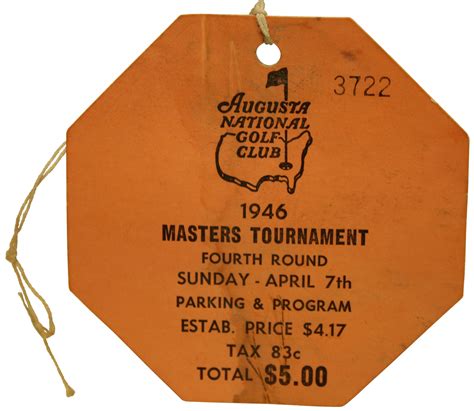 3722
AUGUSTA
NATIONAL
GOLF
CLUB
1946
MASTERS TOURNAMENT
FOURTH ROUND
SUNDAY - APRIL 7th
PARKING & PROGRAM
ESTAB. PRICE $4.17
TAX 83c
TOTAL $5.00